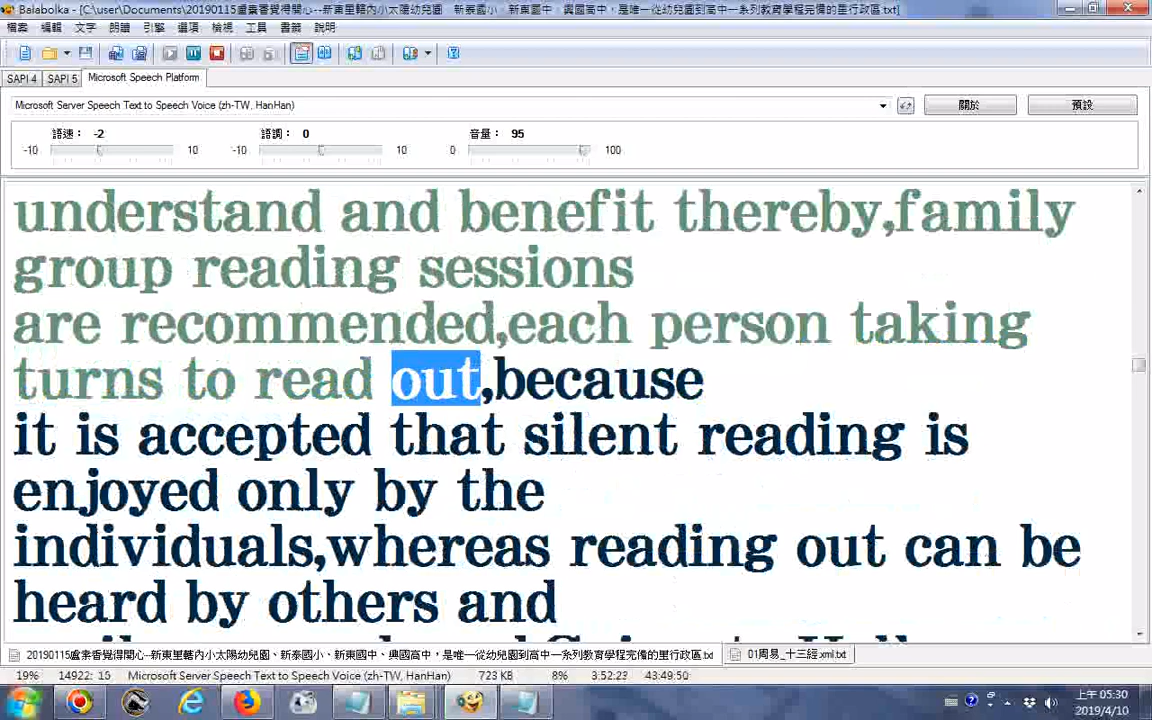 Balabolka - [C:\user\Documents\20190115盧素香覺得開心--新東里轄內小太陽幼兒園 新泰國小、新東國中、興國高中，是唯一從幼兒園到高中一系列教育學程完備的里行政區.txt]
檔案 編輯 文字 朗讀 引擎 選項 檢視 工具 書籤 說明
SAPI 4 SAPI 5 Microsoft Speech Platform
Microsoft Server Speech Text to Speech Voice (zh-TW, HanHan) 關於 預設
語速： -2 語調： 0 音量： 95
-10 10 -10 10 0 100
understand and benefit thereby,family
group reading sessions
are recommended,each person taking
turns to read out,because
it is accepted that silent reading is
enjoyed only by the
individuals,whereas reading out can be
heard by others and
20190115盧素香覺得開心--新東里轄內小太陽幼兒園、新泰國小、新東國中、興國高中，是唯一從幼兒園到高中一系列教育學程完備的里行政區.txt 01周易_十三經.xml.txt
19% 14922: 15 Microsoft Server Speech Text to Speech Voice (zh-TW, HanHan) 723 KB 8% 3:52:23 43:49:50
上午 05:30
2019/4/10